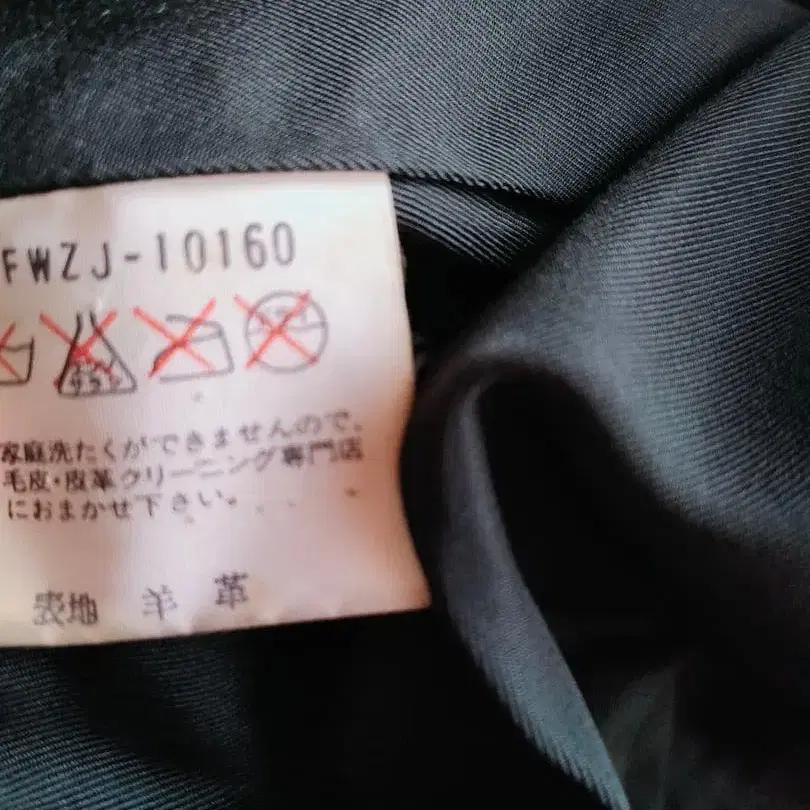 FWZJ-10160
家庭洗たくができませんので、
毛皮・皮革クリーニング専門店
におまかせ下さい。
表地 羊革